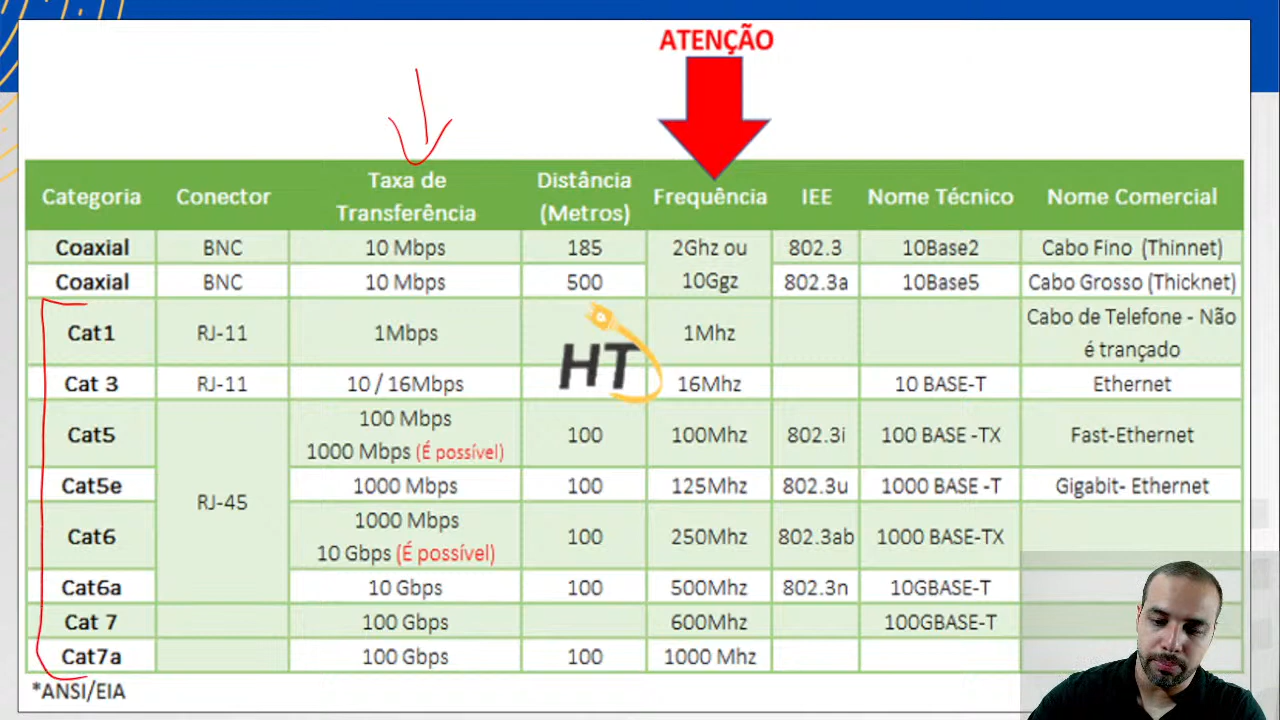 ATENÇÃO
Categoria Conector Taxa de Transferência Distância (Metros) Frequência IEE Nome Técnico Nome Comercial
Coaxial BNC 10 Mbps 185 2Ghz ou 802.3 10Base2 Cabo Fino (Thinnet)
Coaxial BNC 10 Mbps 500 10Ggz 802.3a 10Base5 Cabo Grosso (Thicknet)
Cat1 RJ-11 1Mbps 1Mhz Cabo de Telefone - Não é trançado
Cat 3 RJ-11 10 / 16Mbps 16Mhz 10 BASE-T Ethernet
HT
Cat5 100 Mbps 1000 Mbps (É possível) 100 100Mhz 802.3i 100 BASE -TX Fast-Ethernet
Cat5e RJ-45 1000 Mbps 100 125Mhz 802.3u 1000 BASE -T Gigabit- Ethernet
Cat6 1000 Mbps 10 Gbps (É possível) 100 250Mhz 802.3ab 1000 BASE-TX
Cat6a 10 Gbps 100 500Mhz 802.3n 10GBASE-T
Cat 7 100 Gbps 600Mhz 100GBASE-T
Cat7a 100 Gbps 100 1000 Mhz
*ANSI/EIA